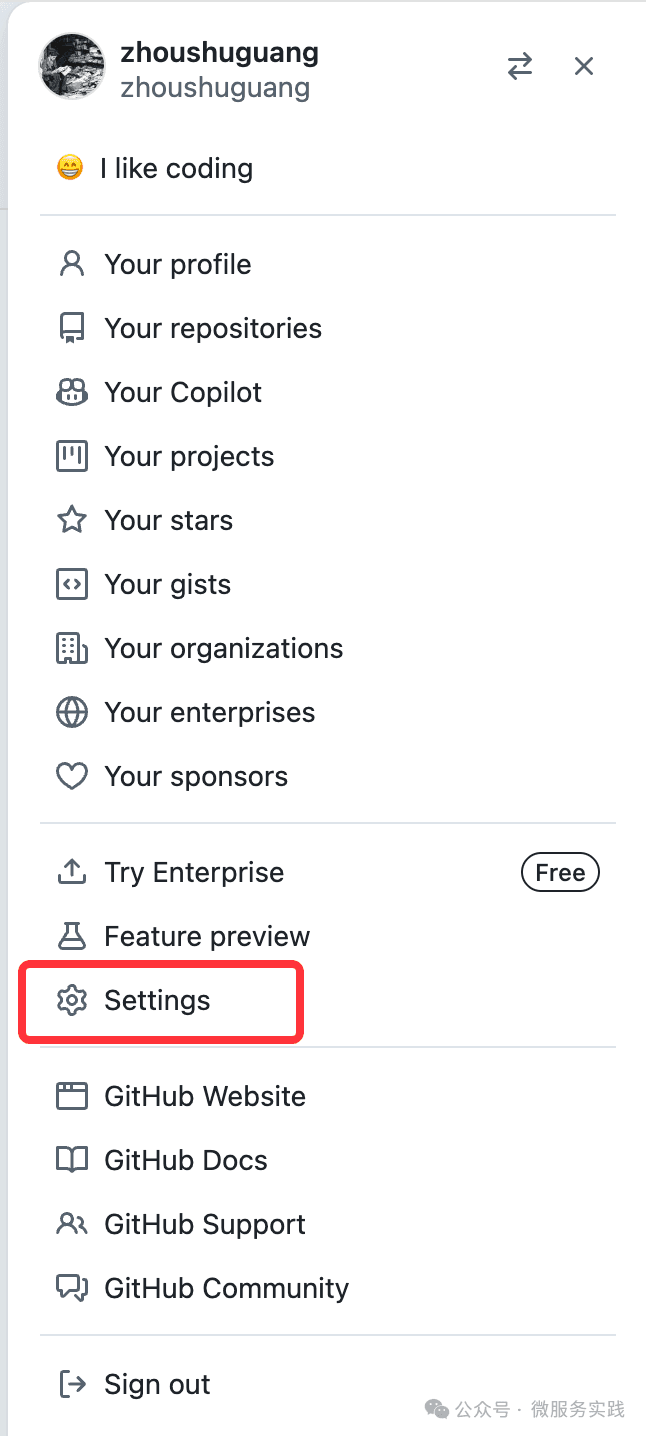 zhoushuguang
zhoushuguang
😁 I like coding
Your profile
Your repositories
Your Copilot
Your projects
Your stars
Your gists
Your organizations
Your enterprises
Your sponsors
Try Enterprise Free
Feature preview
Settings
GitHub Website
GitHub Docs
GitHub Support
GitHub Community
Sign out
公众号 · 微服务实践